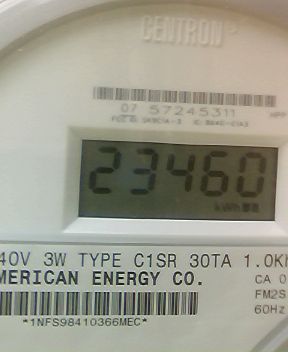 CENTRON
07 57245311
23460
kWh
40V 3W TYPE C1SR 30TA 1.0Kh
MERICAN ENERGY CO.
CA 0
FM2S
60Hz
*1NFS98410366MEC*